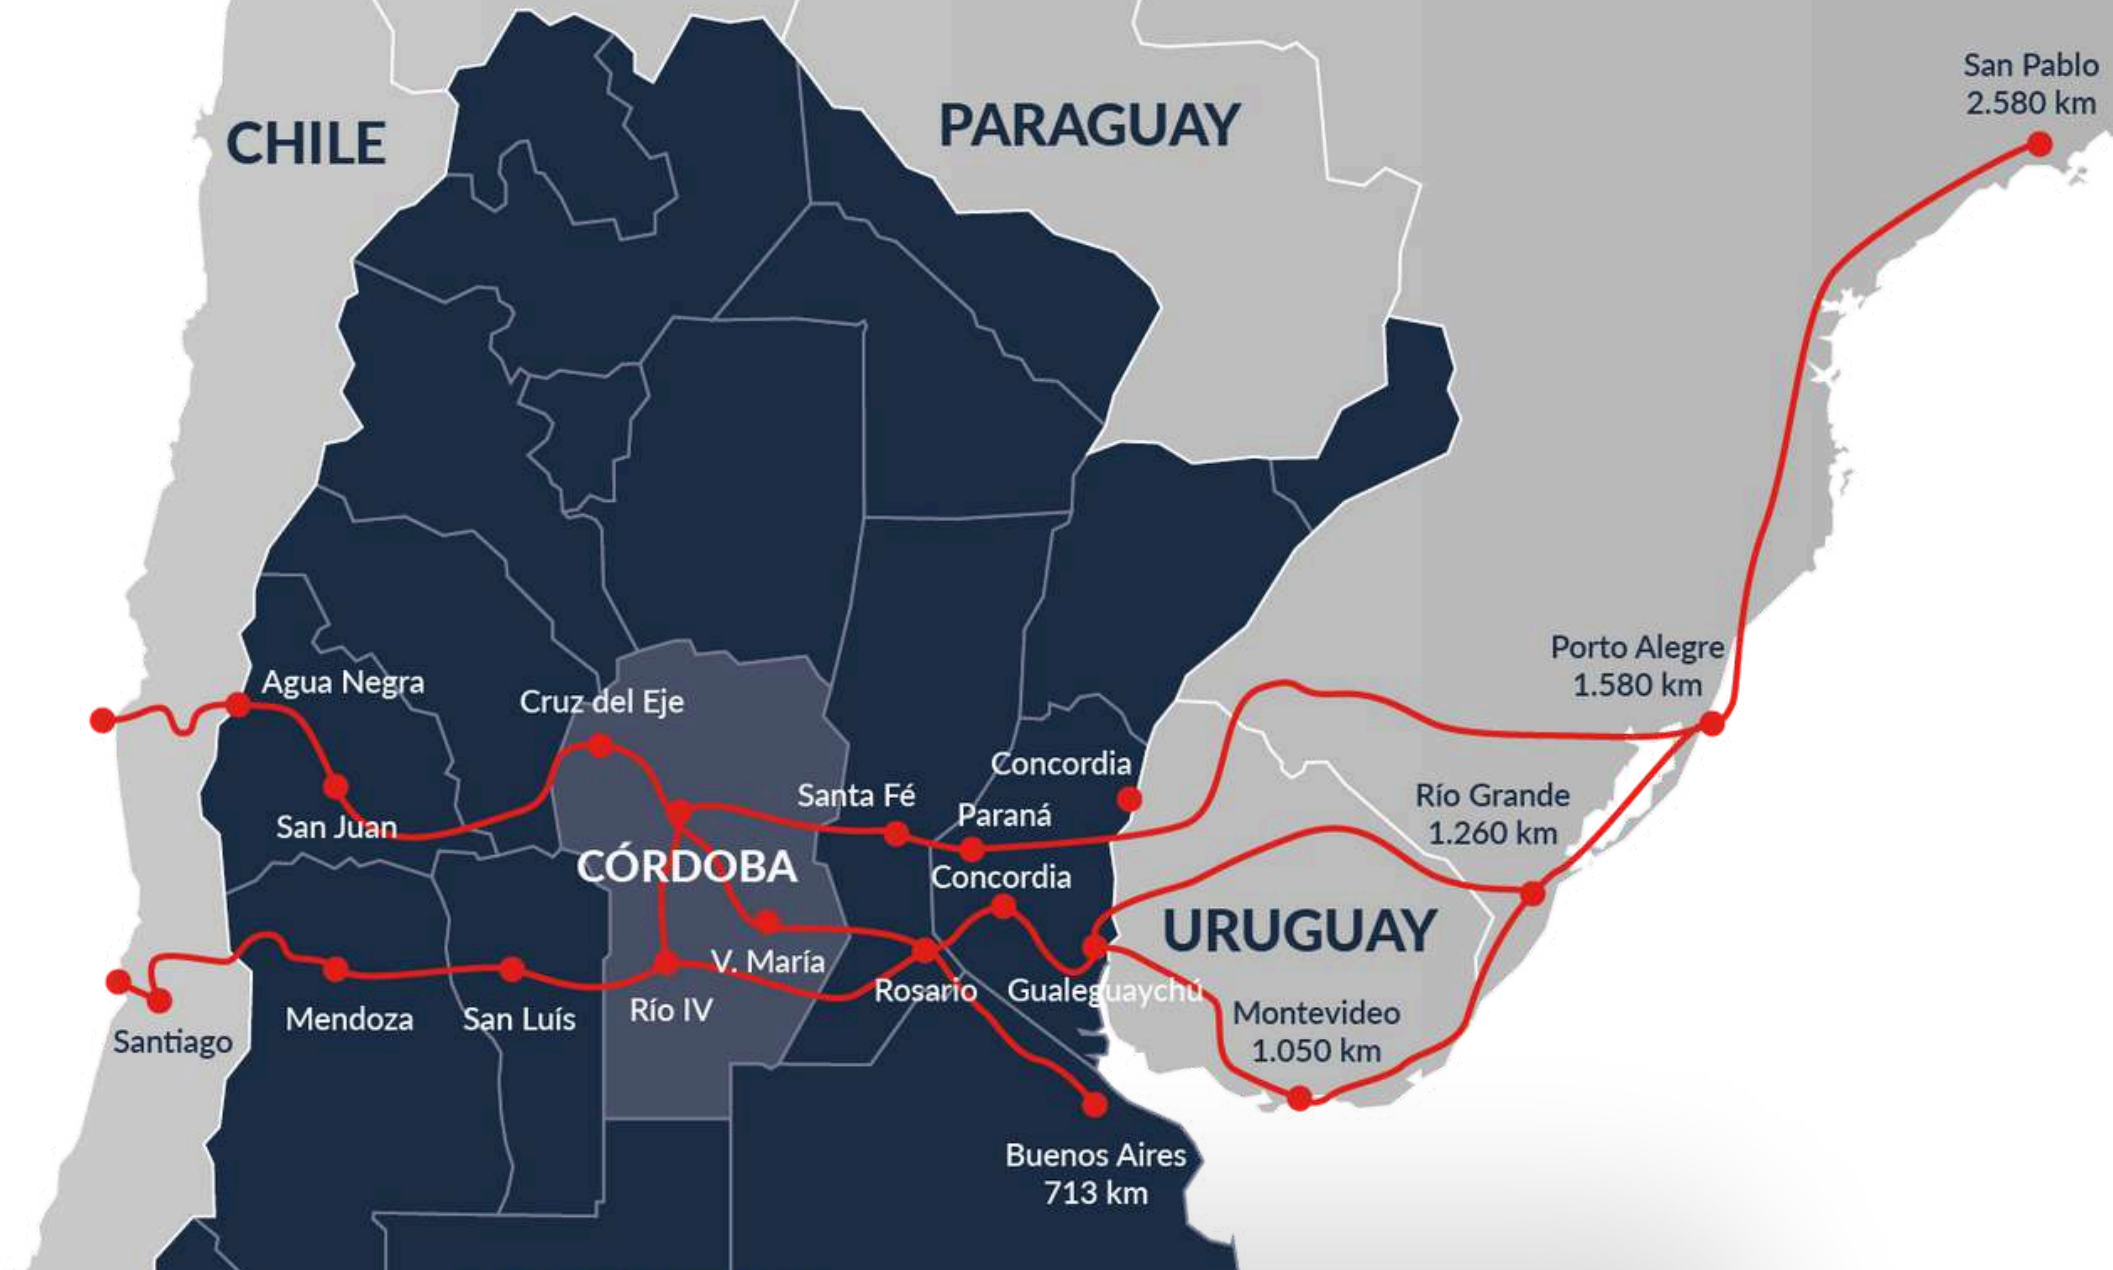 San Pablo
2.580 km
CHILE
PARAGUAY
Porto Alegre
1.580 km
Agua Negra
Cruz del Eje
Concordia
Santa Fé
Paraná
Río Grande
1.260 km
San Juan
CÓRDOBA
Concordia
URUGUAY
V. María
Rosario
Gualeguaychú
Río IV
Mendoza
San Luís
Santiago
Montevideo
1.050 km
Buenos Aires
713 km